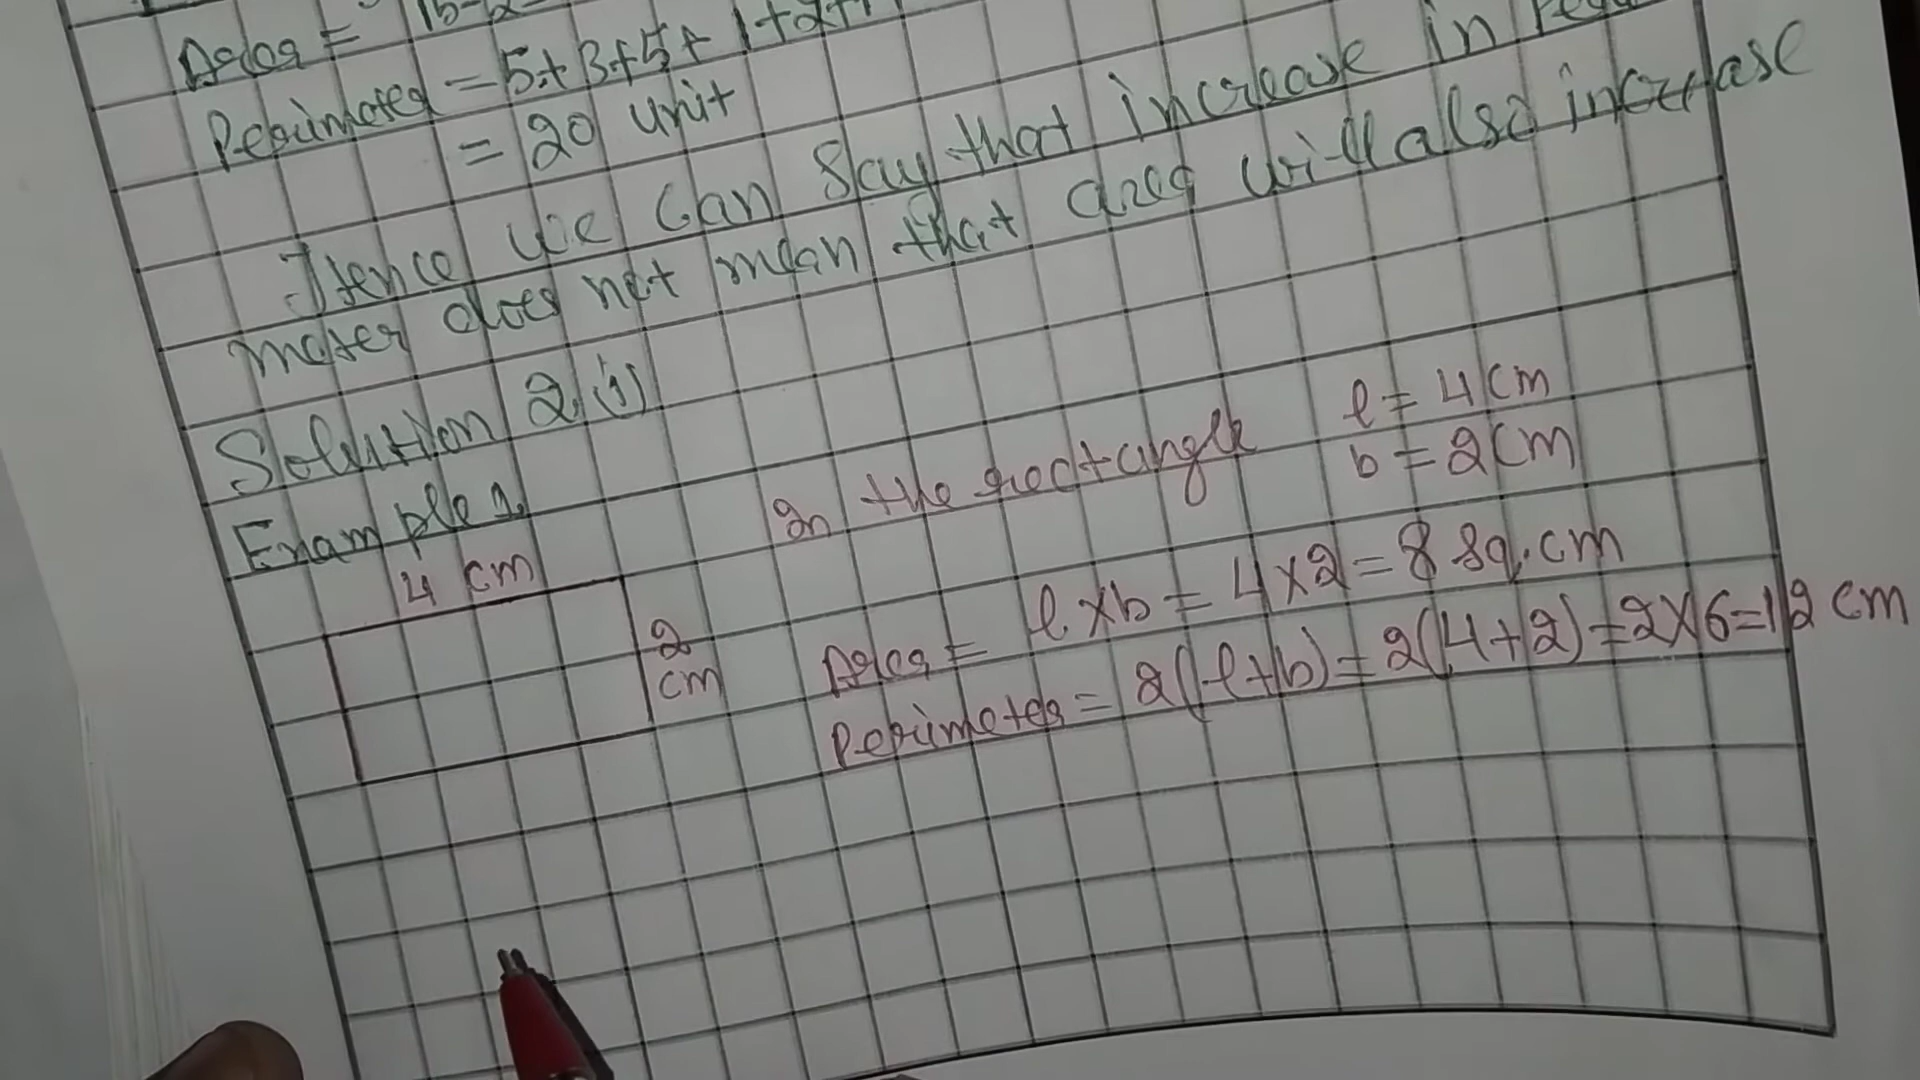 Area =
Perimeter = 5+3+5+1+2+
= 20 unit
Hence we can say that increase in
meter does not mean that area will also increase
Solution 2.(1)
Example 1.
4 cm
2
cm
In the rectangle
l = 4 cm
b = 2 cm
Area = l × b = 4 × 2 = 8 sq. cm
Perimeter = 2(l+b) = 2(4+2) = 2×6 = 12 cm